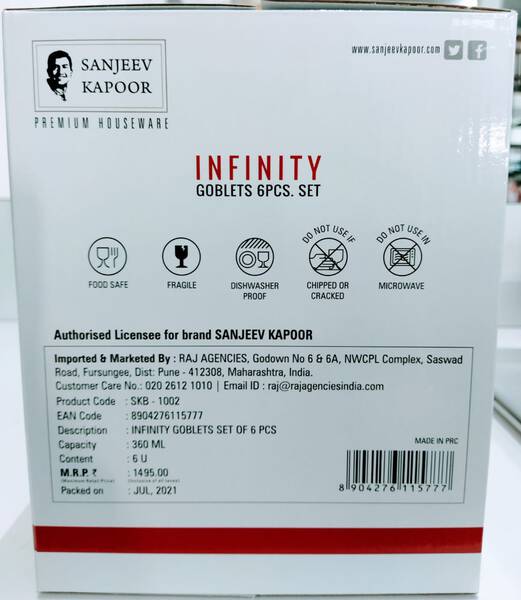 SANJEEV
KAPOOR
PREMIUM HOUSEWARE
www.sanjeevkapoor.com
INFINITY
GOBLETS 6PCS. SET
FOOD SAFE
FRAGILE
DISHWASHER
PROOF
DO NOT USE IF
CHIPPED OR
CRACKED
DO NOT USE IN
MICROWAVE
Authorised Licensee for brand SANJEEV KAPOOR
Imported & Marketed By : RAJ AGENCIES, Godown No 6 & 6A, NWCPL Complex, Saswad
Road, Fursungee, Dist: Pune - 412308, Maharashtra, India.
Customer Care No.: 020 2612 1010 | Email ID : raj@rajagenciesindia.com
Product Code : SKB - 1002
EAN Code : 8904276115777
Description : INFINITY GOBLETS SET OF 6 PCS
Capacity : 360 ML
Content : 6 U
M.R.P. ₹ : 1495.00
(Maximum Retail Price) (Inclusive of all taxes)
Packed on : JUL, 2021
MADE IN PRC
8 904276 115777